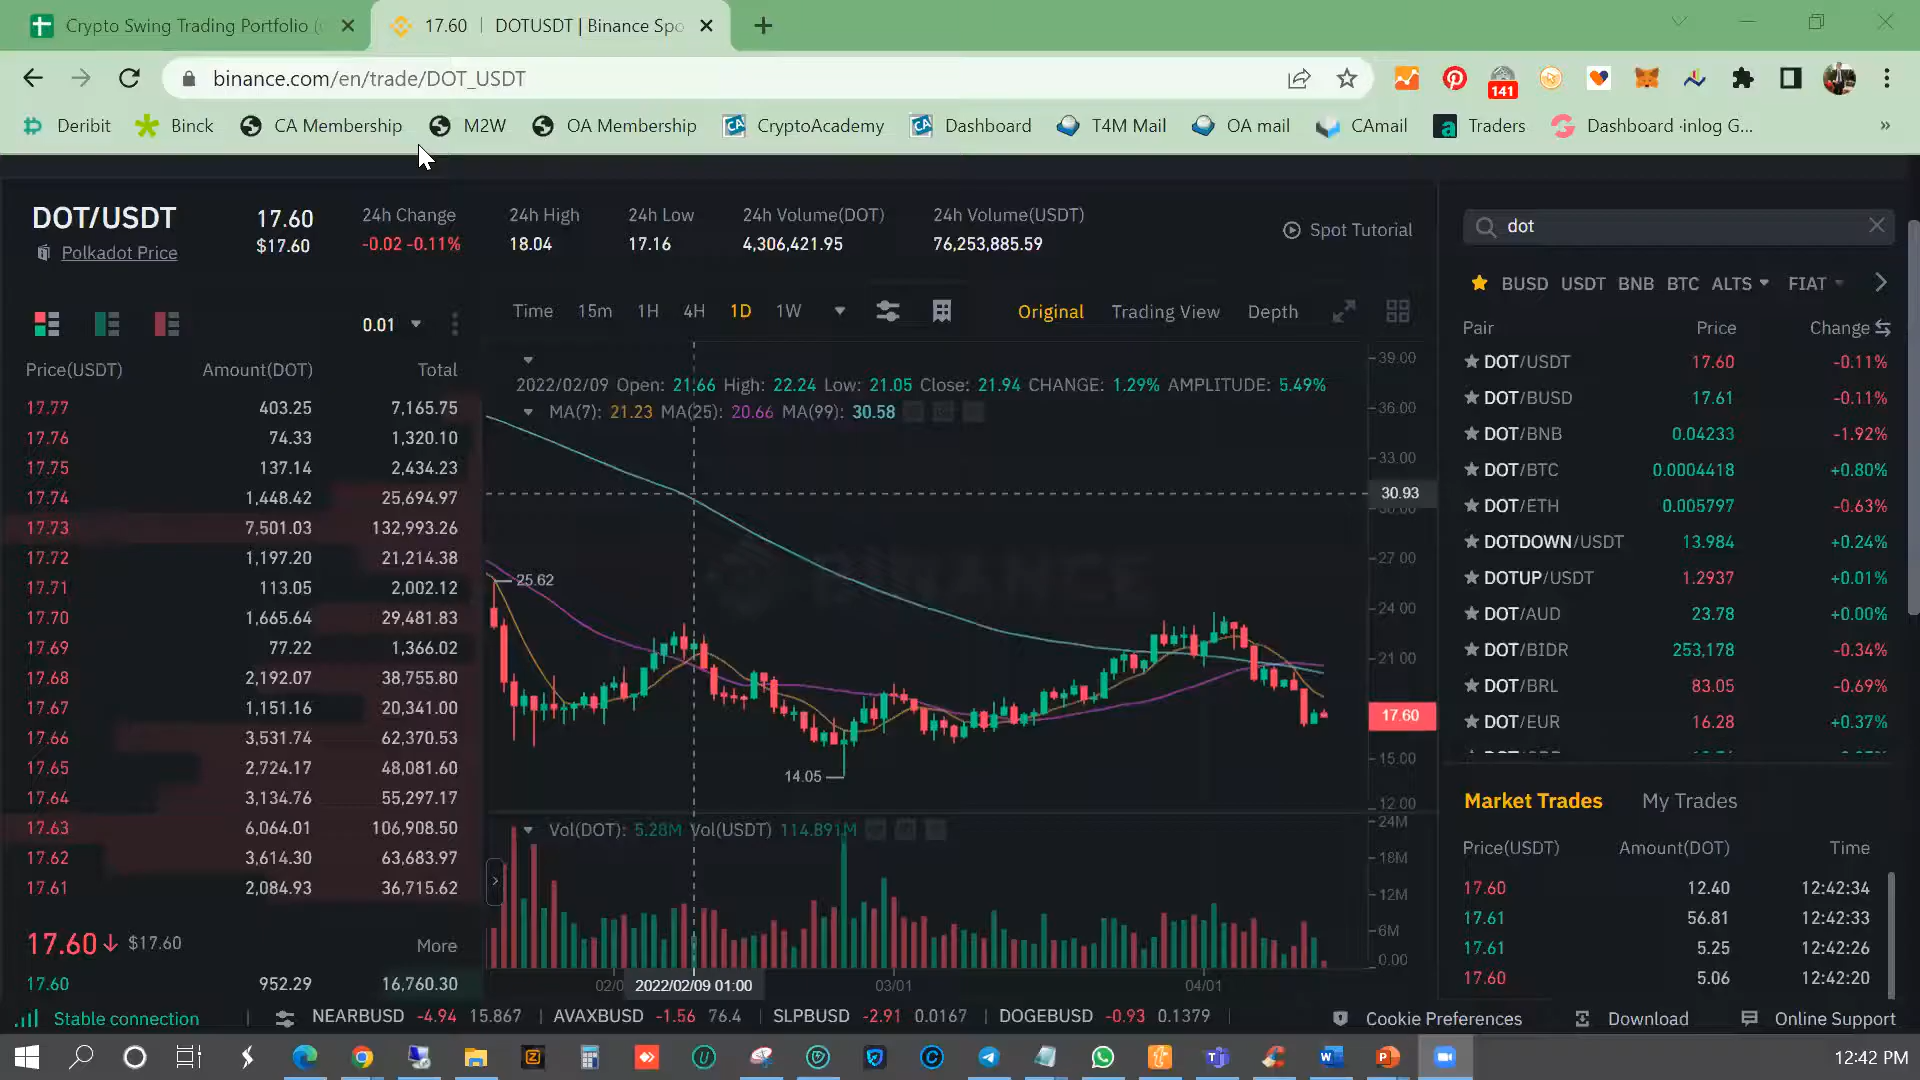 Crypto Swing Trading Portfolio (
17.60 | DOTUSDT | Binance Spo
binance.com/en/trade/DOT_USDT
141
Deribit Binck CA Membership M2W OA Membership CryptoAcademy Dashboard T4M Mail OA mail CAmail Traders Dashboard ·inlog G... »
DOT/USDT 17.60 24h Change 24h High 24h Low 24h Volume(DOT) 24h Volume(USDT)
Polkadot Price $17.60 -0.02 -0.11% 18.04 17.16 4,306,421.95 76,253,885.59
Spot Tutorial
dot
BUSD USDT BNB BTC ALTS FIAT
0.01
Time 15m 1H 4H 1D 1W Original Trading View Depth
Price(USDT) Amount(DOT) Total
17.77 403.25 7,165.75
17.76 74.33 1,320.10
17.75 137.14 2,434.23
17.74 1,448.42 25,694.97
17.73 7,501.03 132,993.26
17.72 1,197.20 21,214.38
17.71 113.05 2,002.12
17.70 1,665.64 29,481.83
17.69 77.22 1,366.02
17.68 2,192.07 38,755.80
17.67 1,151.16 20,341.00
17.66 3,531.74 62,370.53
17.65 2,724.17 48,081.60
17.64 3,134.76 55,297.17
17.63 6,064.01 106,908.50
17.62 3,614.30 63,683.97
17.61 2,084.93 36,715.62
17.60 $17.60 More
17.60 952.29 16,760.30
2022/02/09 Open: 21.66 High: 22.24 Low: 21.05 Close: 21.94 CHANGE: 1.29% AMPLITUDE: 5.49%
MA(7): 21.23 MA(25): 20.66 MA(99): 30.58
39.00
36.00
33.00
30.93
30.00
27.00
24.00
21.00
17.60
15.00
12.00
25.62
14.05
BINANCE
Vol(DOT): 5.28M Vol(USDT) 114.891M
24M
18M
12M
6M
0.00
02/0 2022/02/09 01:00 03/01 04/01
Pair Price Change
DOT/USDT 17.60 -0.11%
DOT/BUSD 17.61 -0.11%
DOT/BNB 0.04233 -1.92%
DOT/BTC 0.0004418 +0.80%
DOT/ETH 0.005797 -0.63%
DOTDOWN/USDT 13.984 +0.24%
DOTUP/USDT 1.2937 +0.01%
DOT/AUD 23.78 +0.00%
DOT/BIDR 253,178 -0.34%
DOT/BRL 83.05 -0.69%
DOT/EUR 16.28 +0.37%
Market Trades My Trades
Price(USDT) Amount(DOT) Time
17.60 12.40 12:42:34
17.61 56.81 12:42:33
17.61 5.25 12:42:26
17.60 5.06 12:42:20
Stable connection NEARBUSD -4.94 15.867 | AVAXBUSD -1.56 76.4 | SLPBUSD -2.91 0.0167 | DOGEBUSD -0.93 0.1379 | Cookie Preferences Download Online Support
12:42 PM